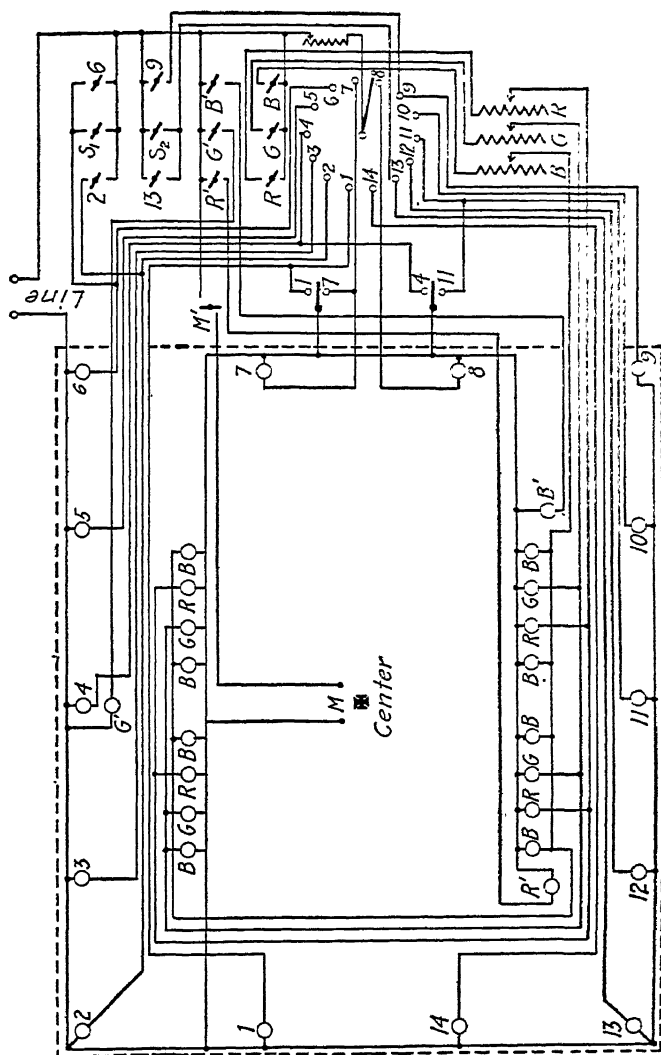 2 3 4 5 6 Line 2 S₁ 6
G'
13 S₂ 9
B G R B B G R B M' R' G' B'
1 7 R G B
1 7
1 2 3 4 5 6 7
M
Center
14 8
14 13 12 11 10 9 8
4 11
R' B R G B B R G B B'
B G R
13 12 11 10 9